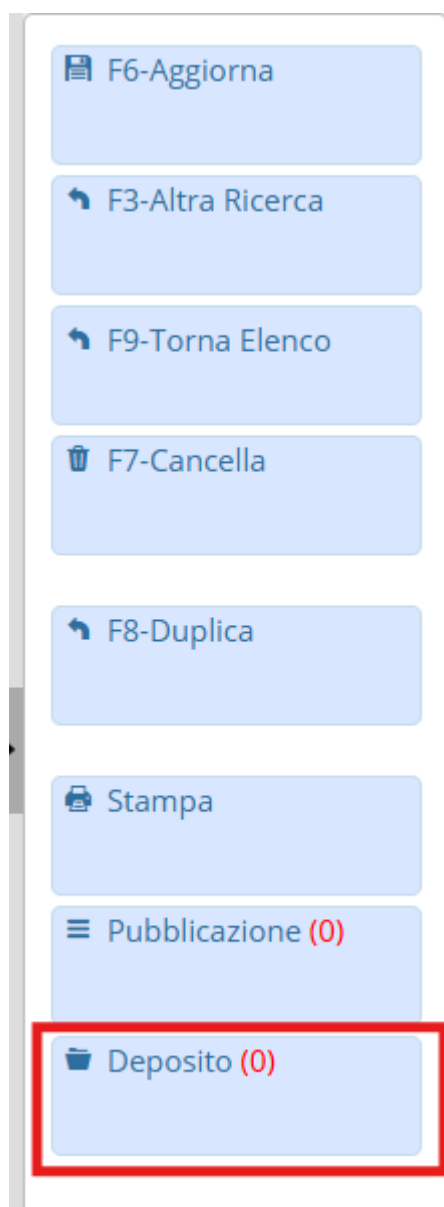 F6-Aggiorna
F3-Altra Ricerca
F9-Torna Elenco
F7-Cancella
F8-Duplica
Stampa
Pubblicazione (0)
Deposito (0)